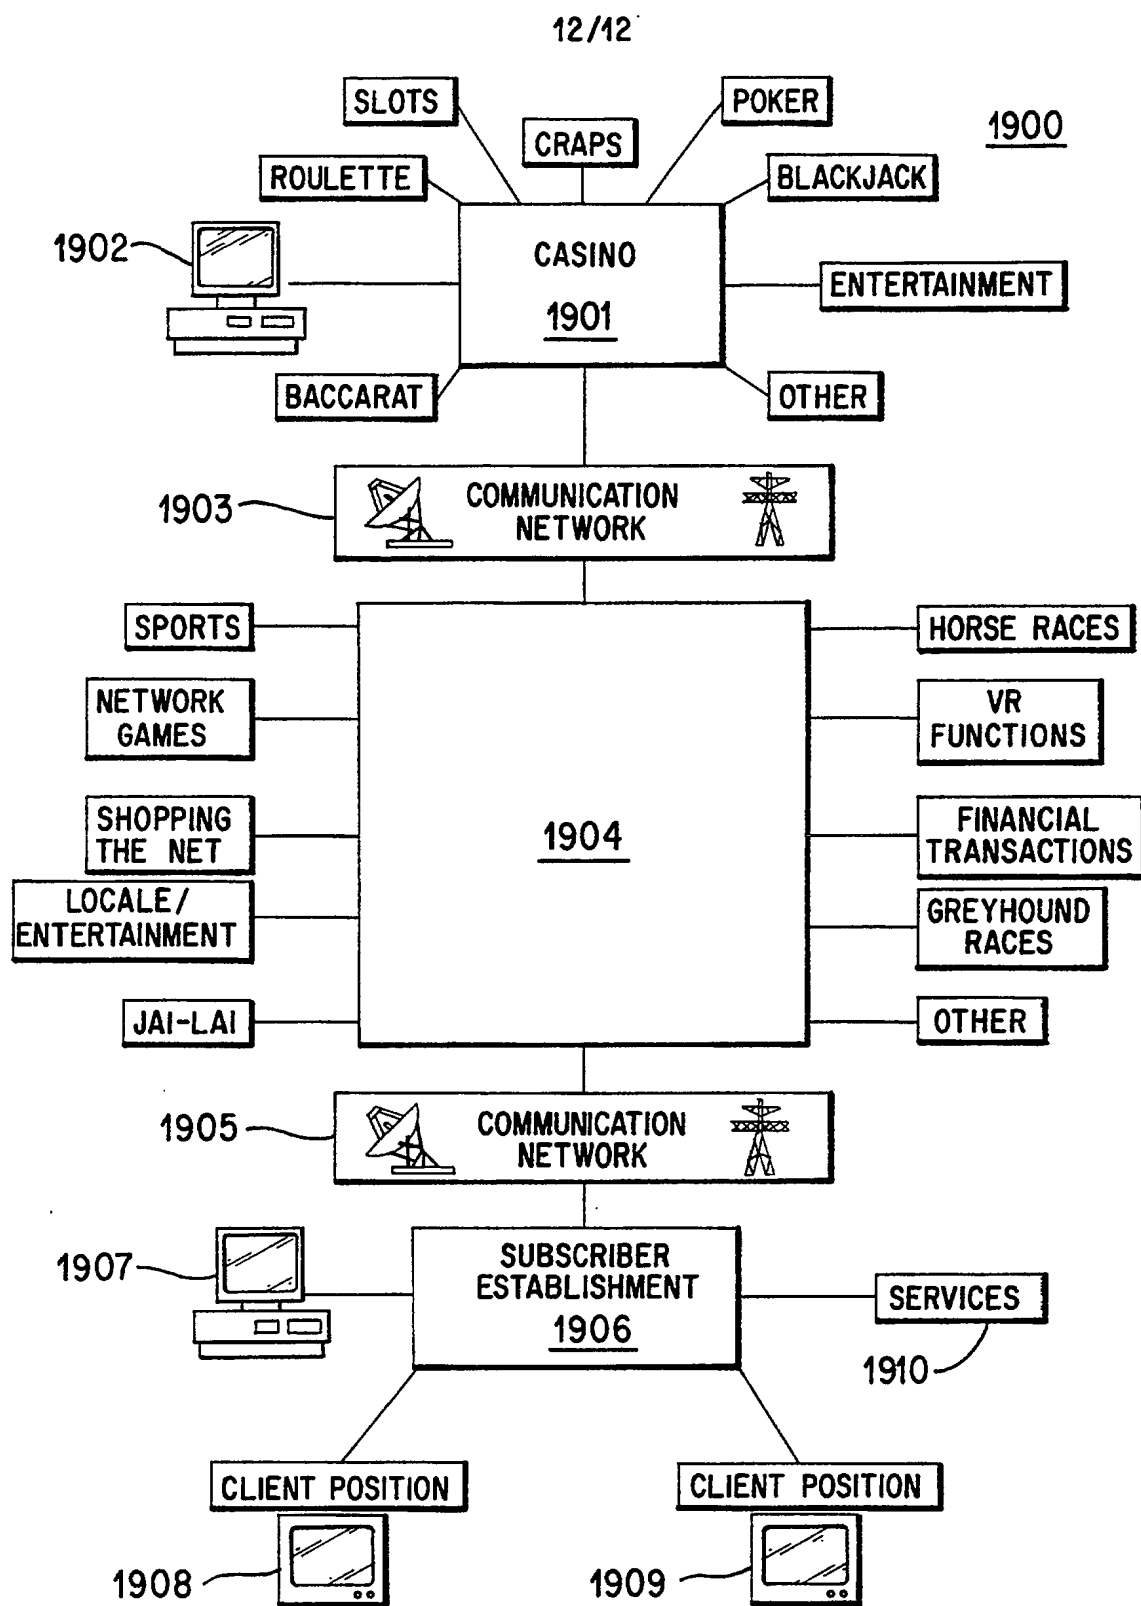 12/12
SLOTS
POKER
1900
CRAPS
ROULETTE
BLACKJACK
1902
CASINO
1901
ENTERTAINMENT
BACCARAT
OTHER
1903
COMMUNICATION
NETWORK
SPORTS
HORSE RACES
NETWORK
GAMES
VR
FUNCTIONS
SHOPPING
THE NET
1904
FINANCIAL
TRANSACTIONS
LOCALE/
ENTERTAINMENT
GREYHOUND
RACES
JAI-LAI
OTHER
1905
COMMUNICATION
NETWORK
1907
SUBSCRIBER
ESTABLISHMENT
1906
SERVICES
1910
CLIENT POSITION
CLIENT POSITION
1908
1909